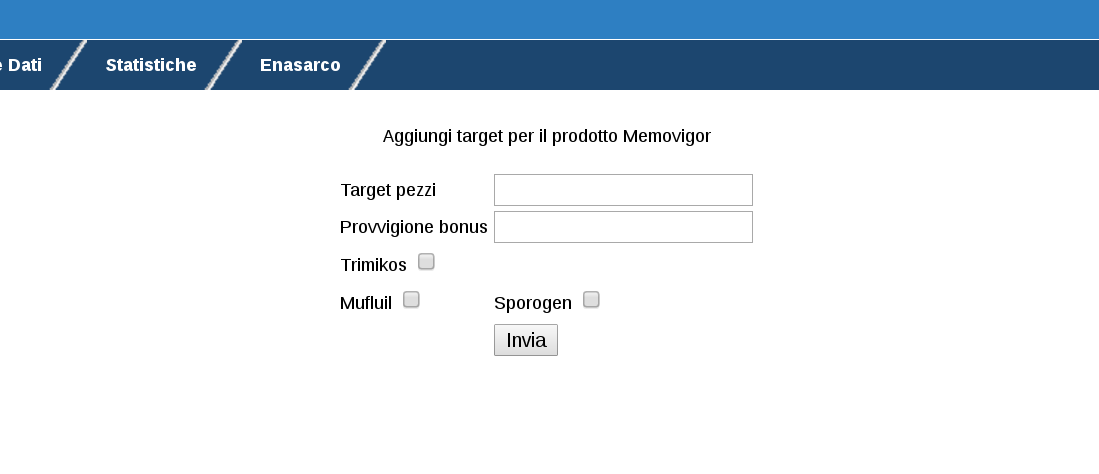 e Dati Statistiche Enasarco
Aggiungi target per il prodotto Memovigor
Target pezzi
Provvigione bonus
Trimikos
Mufluil Sporogen
Invia